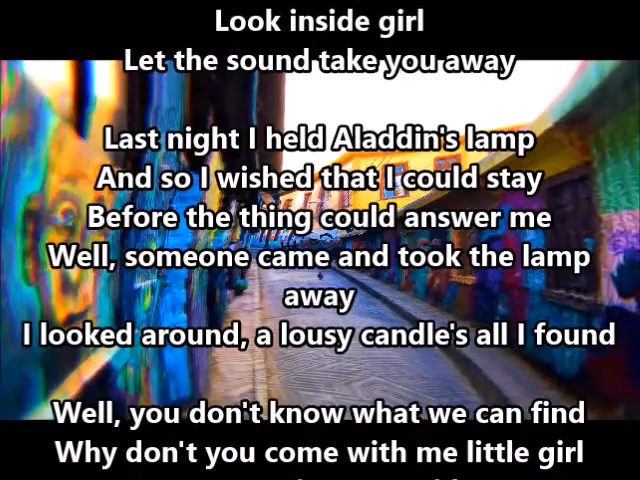 Look inside girl
Let the sound take you away
Last night I held Aladdin's lamp
And so I wished that I could stay
Before the thing could answer me
Well, someone came and took the lamp
away
I looked around, a lousy candle's all I found
Well, you don't know what we can find
Why don't you come with me little girl